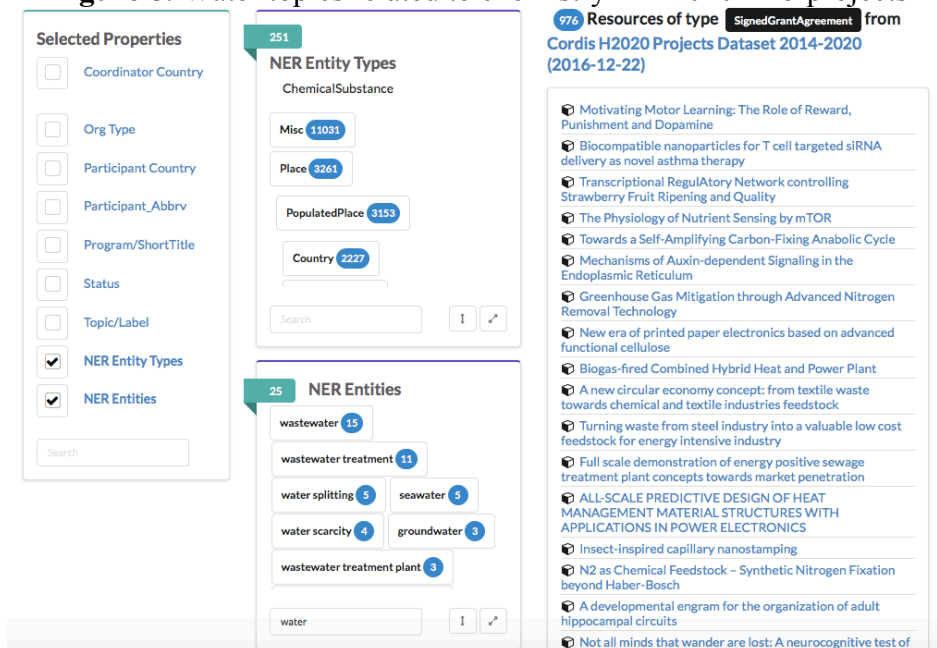 Selected Properties
Coordinator Country
Org Type
Participant Country
Participant_Abbrv
Program/ShortTitle
Status
Topic/Label
NER Entity Types
NER Entities
Search
251
NER Entity Types
ChemicalSubstance
Misc 11031
Place 3261
PopulatedPlace 3153
Country 2227
Search
25 NER Entities
wastewater 15
wastewater treatment 11
water splitting 5 seawater 5
water scarcity 4 groundwater 3
wastewater treatment plant 3
water
976 Resources of type SignedGrantAgreement from
Cordis H2020 Projects Dataset 2014-2020
(2016-12-22)
Motivating Motor Learning: The Role of Reward,
Punishment and Dopamine
Biocompatible nanoparticles for T cell targeted siRNA
delivery as novel asthma therapy
Transcriptional RegulAtory Network controlling
Strawberry Fruit Ripening and Quality
The Physiology of Nutrient Sensing by mTOR
Towards a Self-Amplifying Carbon-Fixing Anabolic Cycle
Mechanisms of Auxin-dependent Signaling in the
Endoplasmic Reticulum
Greenhouse Gas Mitigation through Advanced Nitrogen
Removal Technology
New era of printed paper electronics based on advanced
functional cellulose
Biogas-fired Combined Hybrid Heat and Power Plant
A new circular economy concept: from textile waste
towards chemical and textile industries feedstock
Turning waste from steel industry into a valuable low cost
feedstock for energy intensive industry
Full scale demonstration of energy positive sewage
treatment plant concepts towards market penetration
ALL-SCALE PREDICTIVE DESIGN OF HEAT
MANAGEMENT MATERIAL STRUCTURES WITH
APPLICATIONS IN POWER ELECTRONICS
Insect-inspired capillary nanostamping
N2 as Chemical Feedstock – Synthetic Nitrogen Fixation
beyond Haber-Bosch
A developmental engram for the organization of adult
hippocampal circuits
Not all minds that wander are lost: A neurocognitive test of